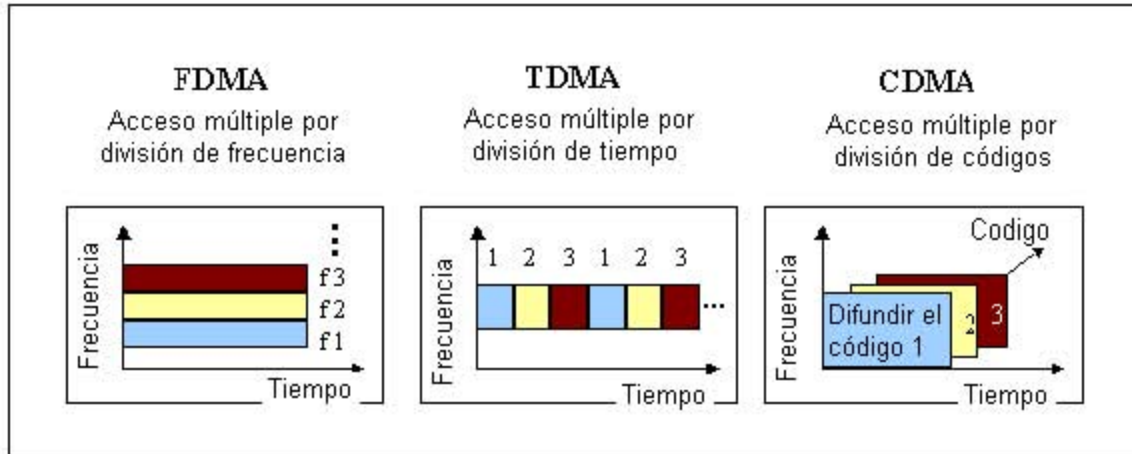 FDMA
Acceso múltiple por
división de frecuencia
Frecuencia
f3
f2
f1
Tiempo
TDMA
Acceso múltiple por
división de tiempo
Frecuencia
1 2 3 1 2 3
...
Tiempo
CDMA
Acceso múltiple por
división de códigos
Frecuencia
Codigo
Difundir el
código 1
2
3
Tiempo